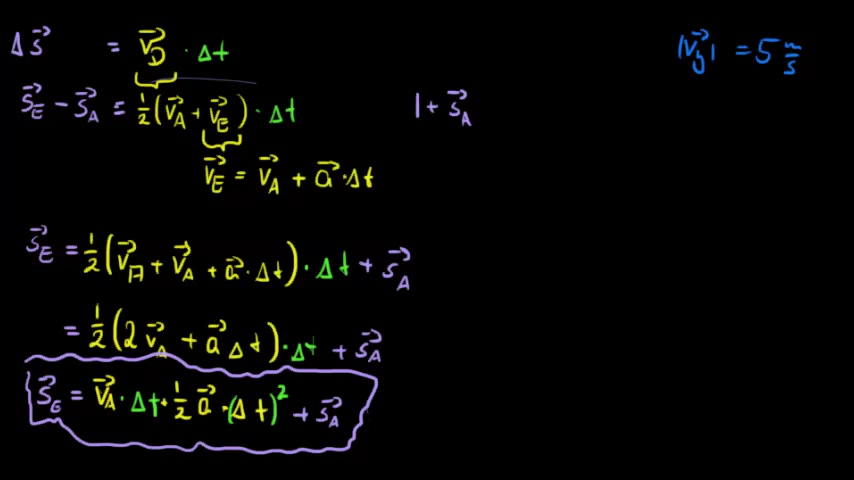 Δs⃗ = v⃗_D · Δt
|v⃗_y| = 5 m/s
s⃗_E − s⃗_A = ½(v⃗_A + v⃗_E) · Δt | + s⃗_A
v⃗_E = v⃗_A + a⃗ · Δt
s⃗_E = ½(v⃗_A + v⃗_A + a⃗ · Δt) · Δt + s⃗_A
= ½(2 v⃗_A + a⃗ Δt) · Δt + s⃗_A
s⃗_E = v⃗_A · Δt + ½ a⃗ · (Δt)² + s⃗_A